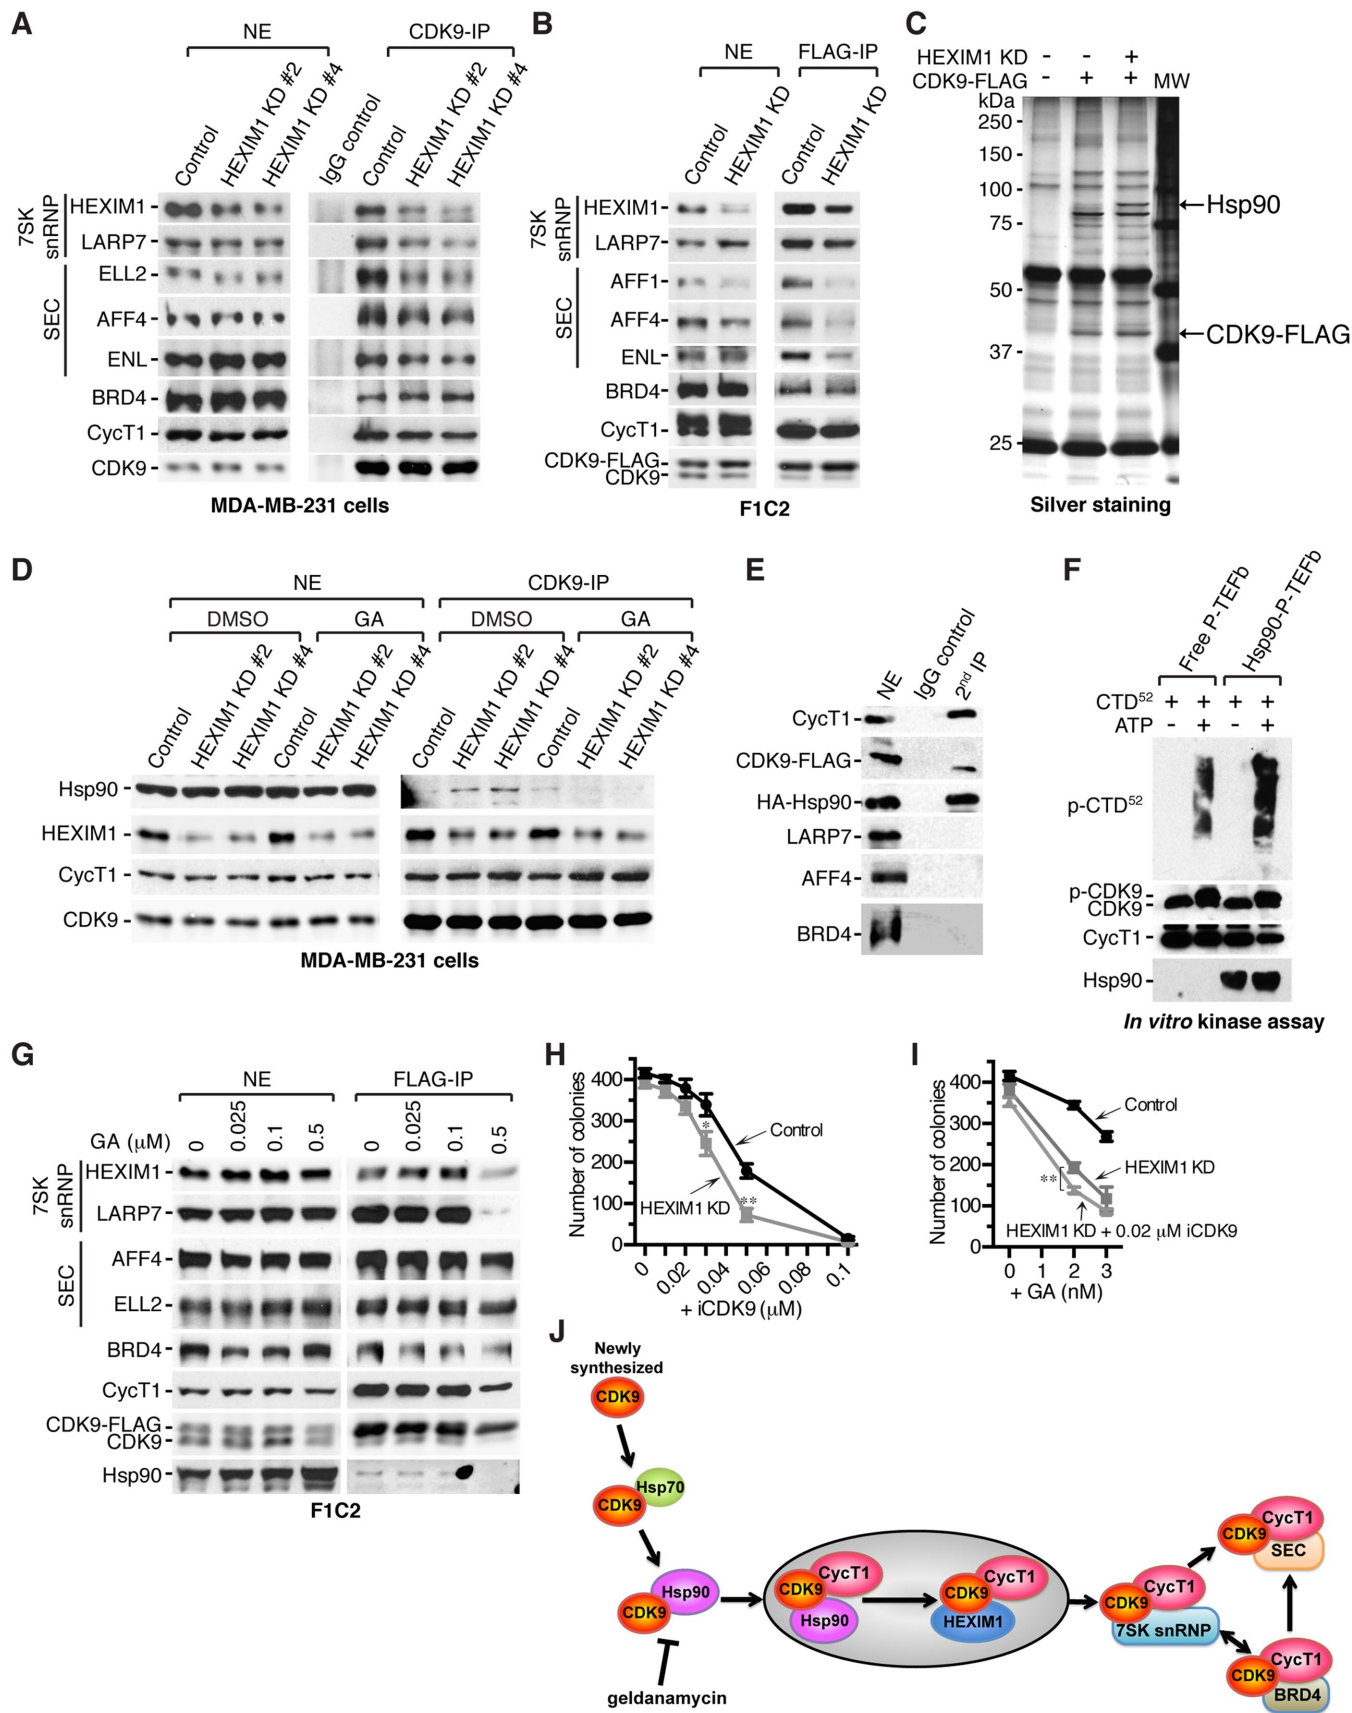 A
NE
CDK9-IP
Control
HEXIM1 KD #2
HEXIM1 KD #4
IgG control
Control
HEXIM1 KD #2
HEXIM1 KD #4
7SK snRNP
HEXIM1
LARP7
SEC
ELL2
AFF4
ENL
BRD4
CycT1
CDK9
MDA-MB-231 cells
B
NE
FLAG-IP
Control
HEXIM1 KD
Control
HEXIM1 KD
7SK snRNP
HEXIM1
LARP7
SEC
AFF1
AFF4
ENL
BRD4
CycT1
CDK9-FLAG
CDK9
F1C2
C
HEXIM1 KD - - +
CDK9-FLAG - + + MW
kDa
250
150
100
75
50
37
25
Hsp90
CDK9-FLAG
Silver staining
D
NE
CDK9-IP
DMSO
GA
DMSO
GA
Control
HEXIM1 KD #2
HEXIM1 KD #4
Control
HEXIM1 KD #2
HEXIM1 KD #4
Control
HEXIM1 KD #2
HEXIM1 KD #4
Control
HEXIM1 KD #2
HEXIM1 KD #4
Hsp90
HEXIM1
CycT1
CDK9
MDA-MB-231 cells
E
NE
IgG control
2nd IP
CycT1
CDK9-FLAG
HA-Hsp90
LARP7
AFF4
BRD4
F
Free P-TEFb
Hsp90-P-TEFb
CTD52 + + + +
ATP - + - +
p-CTD52
p-CDK9
CDK9
CycT1
Hsp90
In vitro kinase assay
G
NE
FLAG-IP
GA (µM) 0 0.025 0.1 0.5 0 0.025 0.1 0.5
7SK snRNP
HEXIM1
LARP7
SEC
AFF4
ELL2
BRD4
CycT1
CDK9-FLAG
CDK9
Hsp90
F1C2
H
Number of colonies
400
300
200
100
0
*
**
Control
HEXIM1 KD
0 0.02 0.04 0.06 0.08 0.1
+ iCDK9 (µM)
I
Number of colonies
400
300
200
100
0
Control
HEXIM1 KD
**
HEXIM1 KD + 0.02 µM iCDK9
0 1 2 3
+ GA (nM)
J
Newly
synthesized
CDK9
Hsp70
CDK9
Hsp90
CDK9
geldanamycin
CycT1
CDK9
Hsp90
CycT1
CDK9
HEXIM1
CycT1
CDK9
7SK snRNP
CycT1
CDK9
SEC
CycT1
CDK9
BRD4